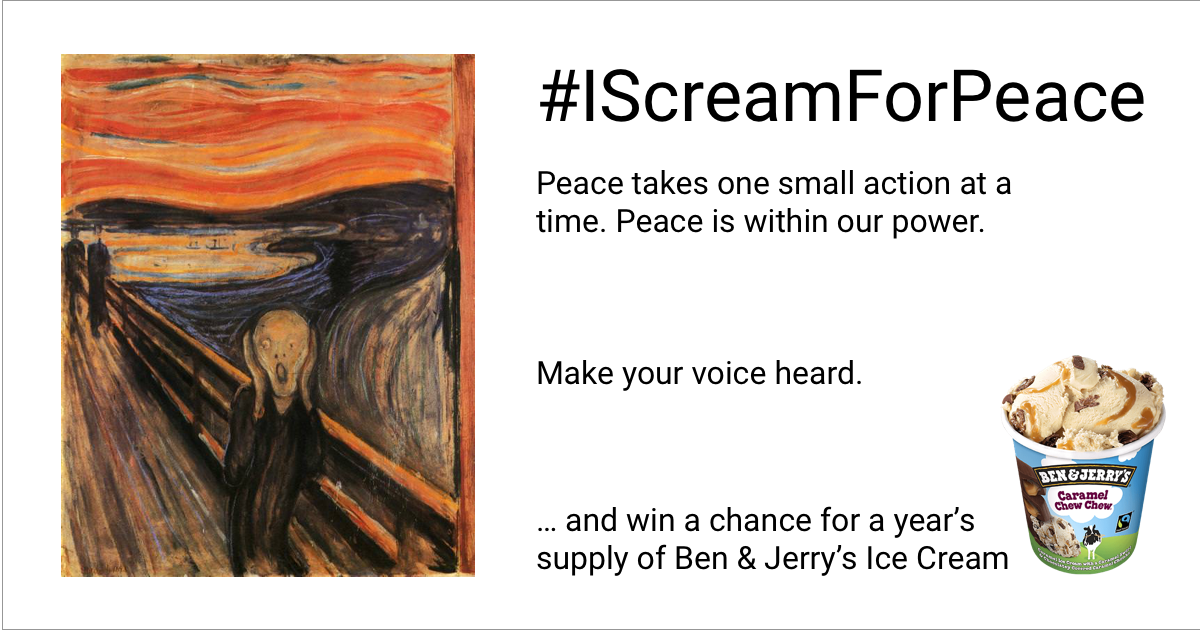 #IScreamForPeace
Peace takes one small action at a
time. Peace is within our power.
Make your voice heard.
… and win a chance for a year’s
supply of Ben & Jerry’s Ice Cream
BEN & JERRY'S
Caramel
Chew Chew